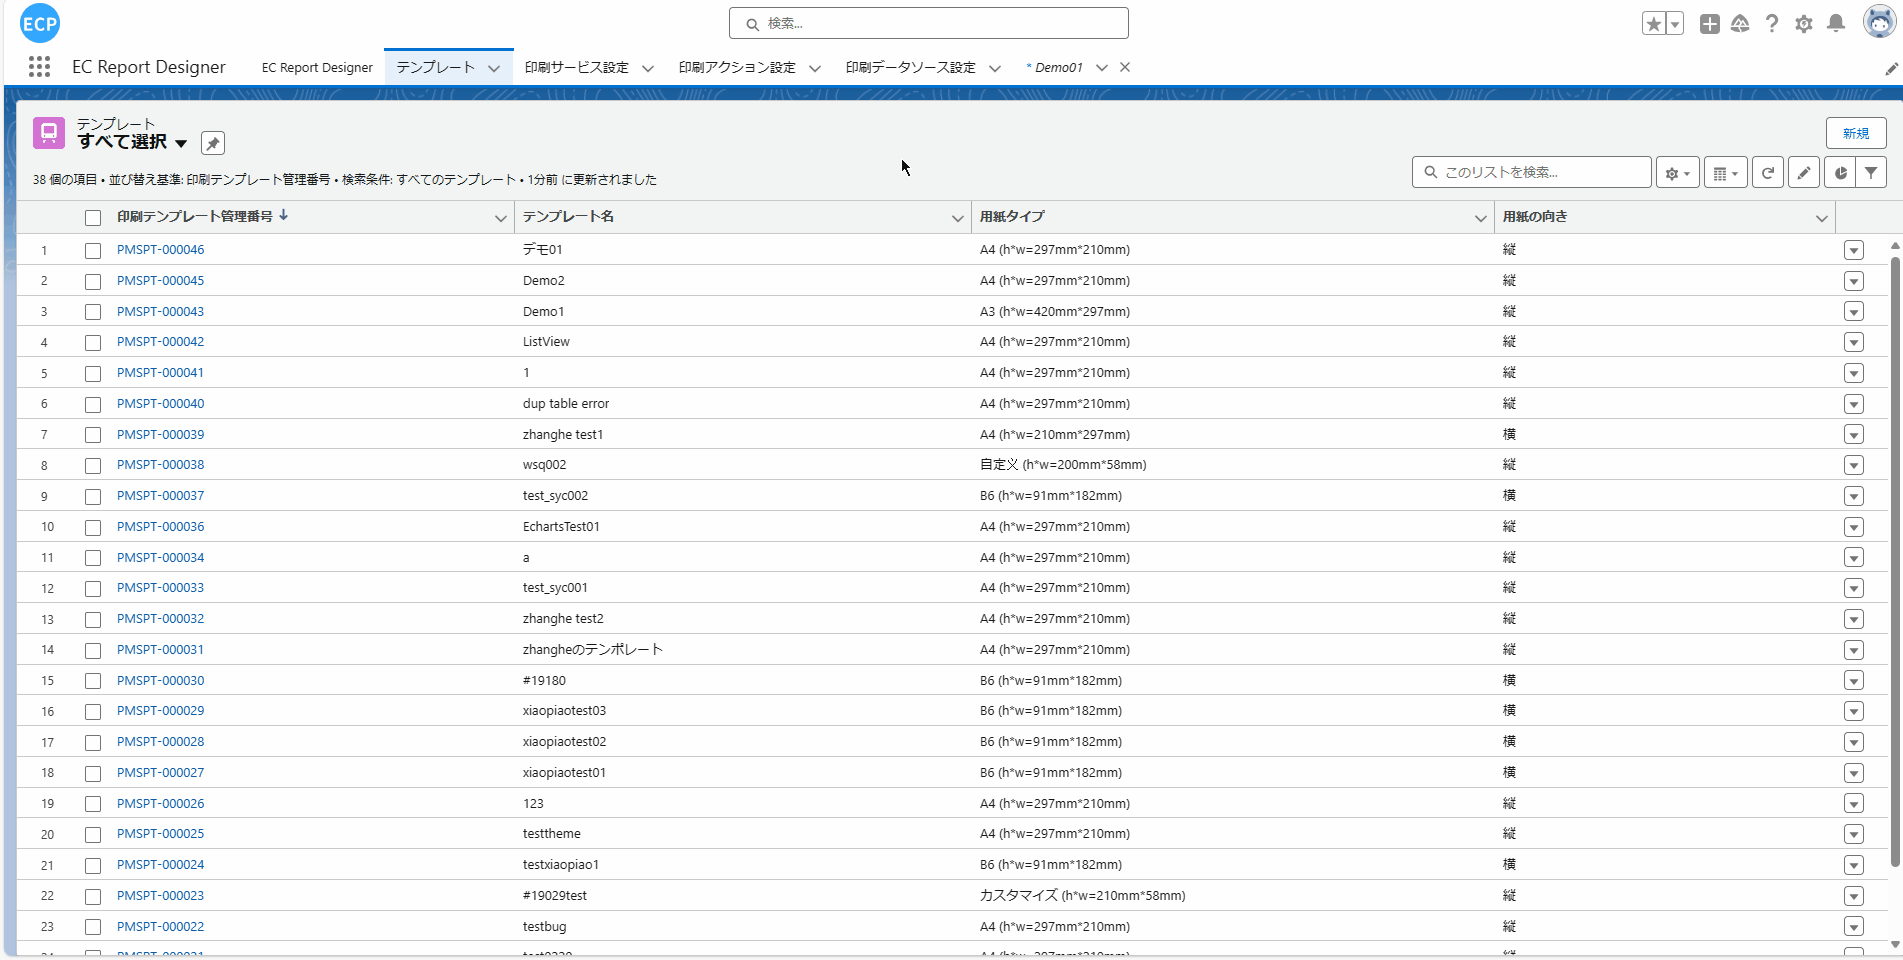 ECP
検索...
EC Report Designer
EC Report Designer
テンプレート
印刷サービス設定
印刷アクション設定
印刷データソース設定
* Demo01
テンプレート
すべて選択
新規
38 個の項目 • 並び替え基準: 印刷テンプレート管理番号 • 検索条件: すべてのテンプレート • 1分前 に更新されました
このリストを検索...
印刷テンプレート管理番号 テンプレート名 用紙タイプ 用紙の向き
1 PMSPT-000046 デモ01 A4 (h*w=297mm*210mm) 縦
2 PMSPT-000045 Demo2 A4 (h*w=297mm*210mm) 縦
3 PMSPT-000043 Demo1 A3 (h*w=420mm*297mm) 縦
4 PMSPT-000042 ListView A4 (h*w=297mm*210mm) 縦
5 PMSPT-000041 1 A4 (h*w=297mm*210mm) 縦
6 PMSPT-000040 dup table error A4 (h*w=297mm*210mm) 縦
7 PMSPT-000039 zhanghe test1 A4 (h*w=210mm*297mm) 横
8 PMSPT-000038 wsq002 自定义 (h*w=200mm*58mm) 縦
9 PMSPT-000037 test_syc002 B6 (h*w=91mm*182mm) 横
10 PMSPT-000036 EchartsTest01 A4 (h*w=297mm*210mm) 縦
11 PMSPT-000034 a A4 (h*w=297mm*210mm) 縦
12 PMSPT-000033 test_syc001 A4 (h*w=297mm*210mm) 縦
13 PMSPT-000032 zhanghe test2 A4 (h*w=297mm*210mm) 縦
14 PMSPT-000031 zhangheのテンポレート A4 (h*w=297mm*210mm) 縦
15 PMSPT-000030 #19180 B6 (h*w=91mm*182mm) 横
16 PMSPT-000029 xiaopiaotest03 B6 (h*w=91mm*182mm) 横
17 PMSPT-000028 xiaopiaotest02 B6 (h*w=91mm*182mm) 横
18 PMSPT-000027 xiaopiaotest01 B6 (h*w=91mm*182mm) 横
19 PMSPT-000026 123 A4 (h*w=297mm*210mm) 縦
20 PMSPT-000025 testtheme A4 (h*w=297mm*210mm) 縦
21 PMSPT-000024 testxiaopiao1 B6 (h*w=91mm*182mm) 横
22 PMSPT-000023 #19029test カスタマイズ (h*w=210mm*58mm) 縦
23 PMSPT-000022 testbug A4 (h*w=297mm*210mm) 縦